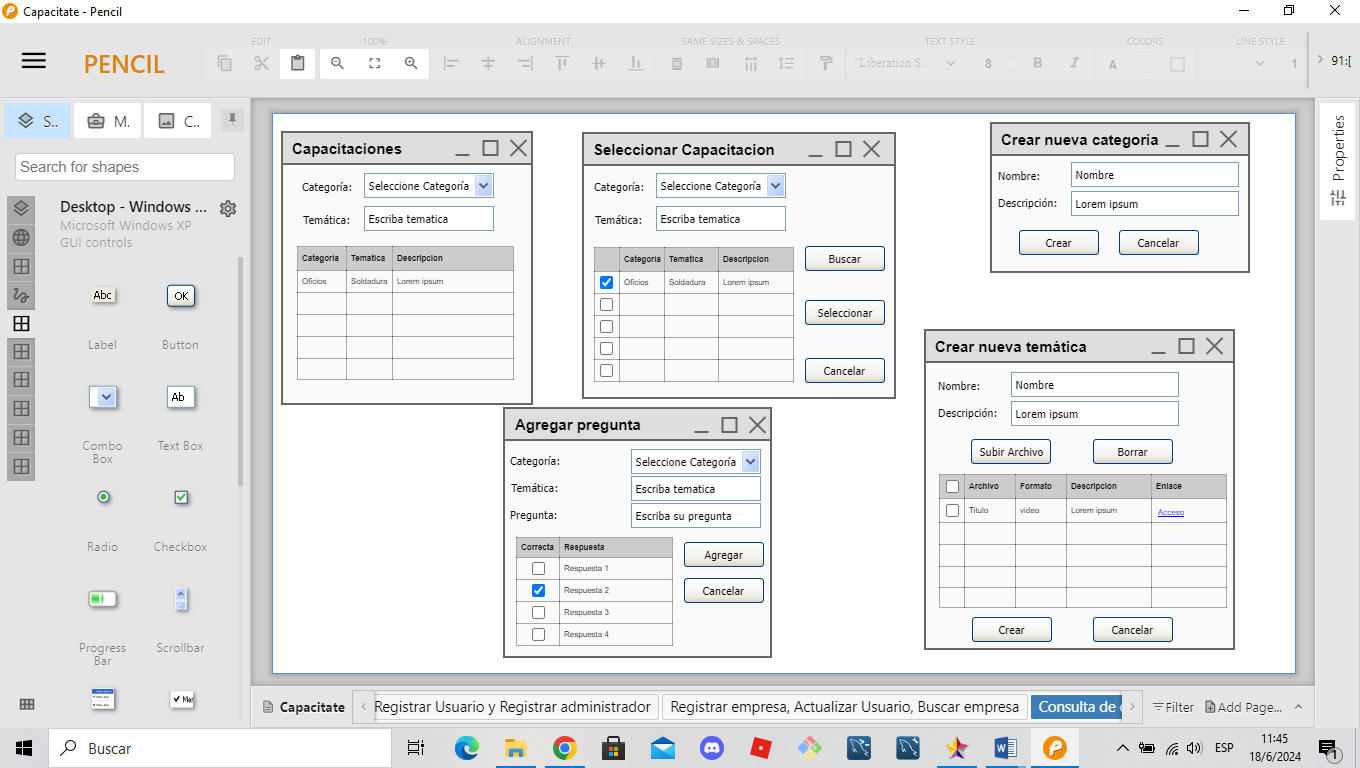 Capacitate - Pencil
PENCIL
EDIT
100%
ALIGNMENT
SAME SIZES & SPACES
TEXT STYLE
COLORS
LINE STYLE
"Liberation S...
8
B
I
A
1
91:[
S..
M.
C..
Search for shapes
Desktop - Windows ...
Microsoft Windows XP
GUI controls
Abc
OK
Label
Button
Ab
Combo
Box
Text Box
Radio
Checkbox
Progress
Bar
Scrollbar
Capacitaciones
Categoría:
Seleccione Categoría
Temática:
Escriba tematica
Categoria Tematica Descripcion
Oficios Soldadura Lorem ipsum
Seleccionar Capacitacion
Categoría:
Seleccione Categoría
Temática:
Escriba tematica
Categoria Tematica Descripcion
Oficios Soldadura Lorem ipsum
Buscar
Seleccionar
Cancelar
Crear nueva categoría
Nombre:
Nombre
Descripción:
Lorem ipsum
Crear
Cancelar
Agregar pregunta
Categoría:
Seleccione Categoría
Temática:
Escriba tematica
Pregunta:
Escriba su pregunta
Correcta Respuesta
Respuesta 1
Respuesta 2
Respuesta 3
Respuesta 4
Agregar
Cancelar
Crear nueva temática
Nombre:
Nombre
Descripción:
Lorem ipsum
Subir Archivo
Borrar
Archivo Formato Descripcion Enlace
Titulo video Lorem ipsum Acceso
Crear
Cancelar
Properties
Capacitate
Registrar Usuario y Registrar administrador
Registrar empresa, Actualizar Usuario, Buscar empresa
Consulta de
Filter
Add Page...
Buscar
ESP
11:45
18/6/2024
1